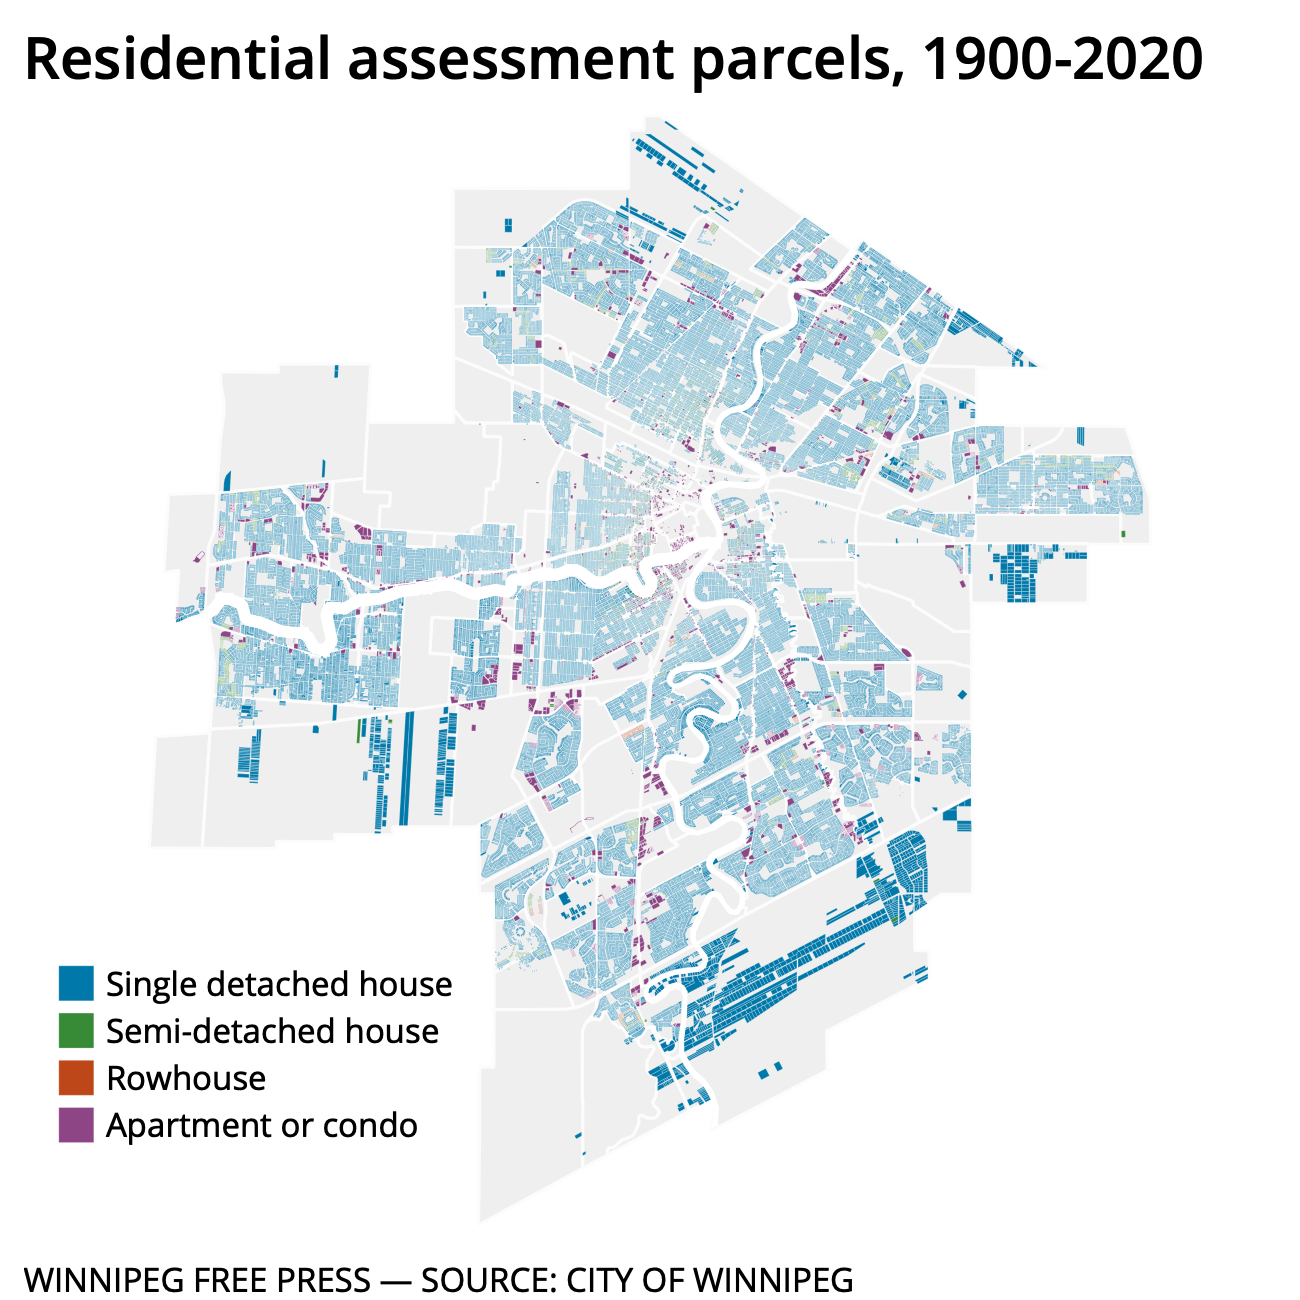 Residential assessment parcels, 1900-2020
Single detached house
Semi-detached house
Rowhouse
Apartment or condo
WINNIPEG FREE PRESS — SOURCE: CITY OF WINNIPEG